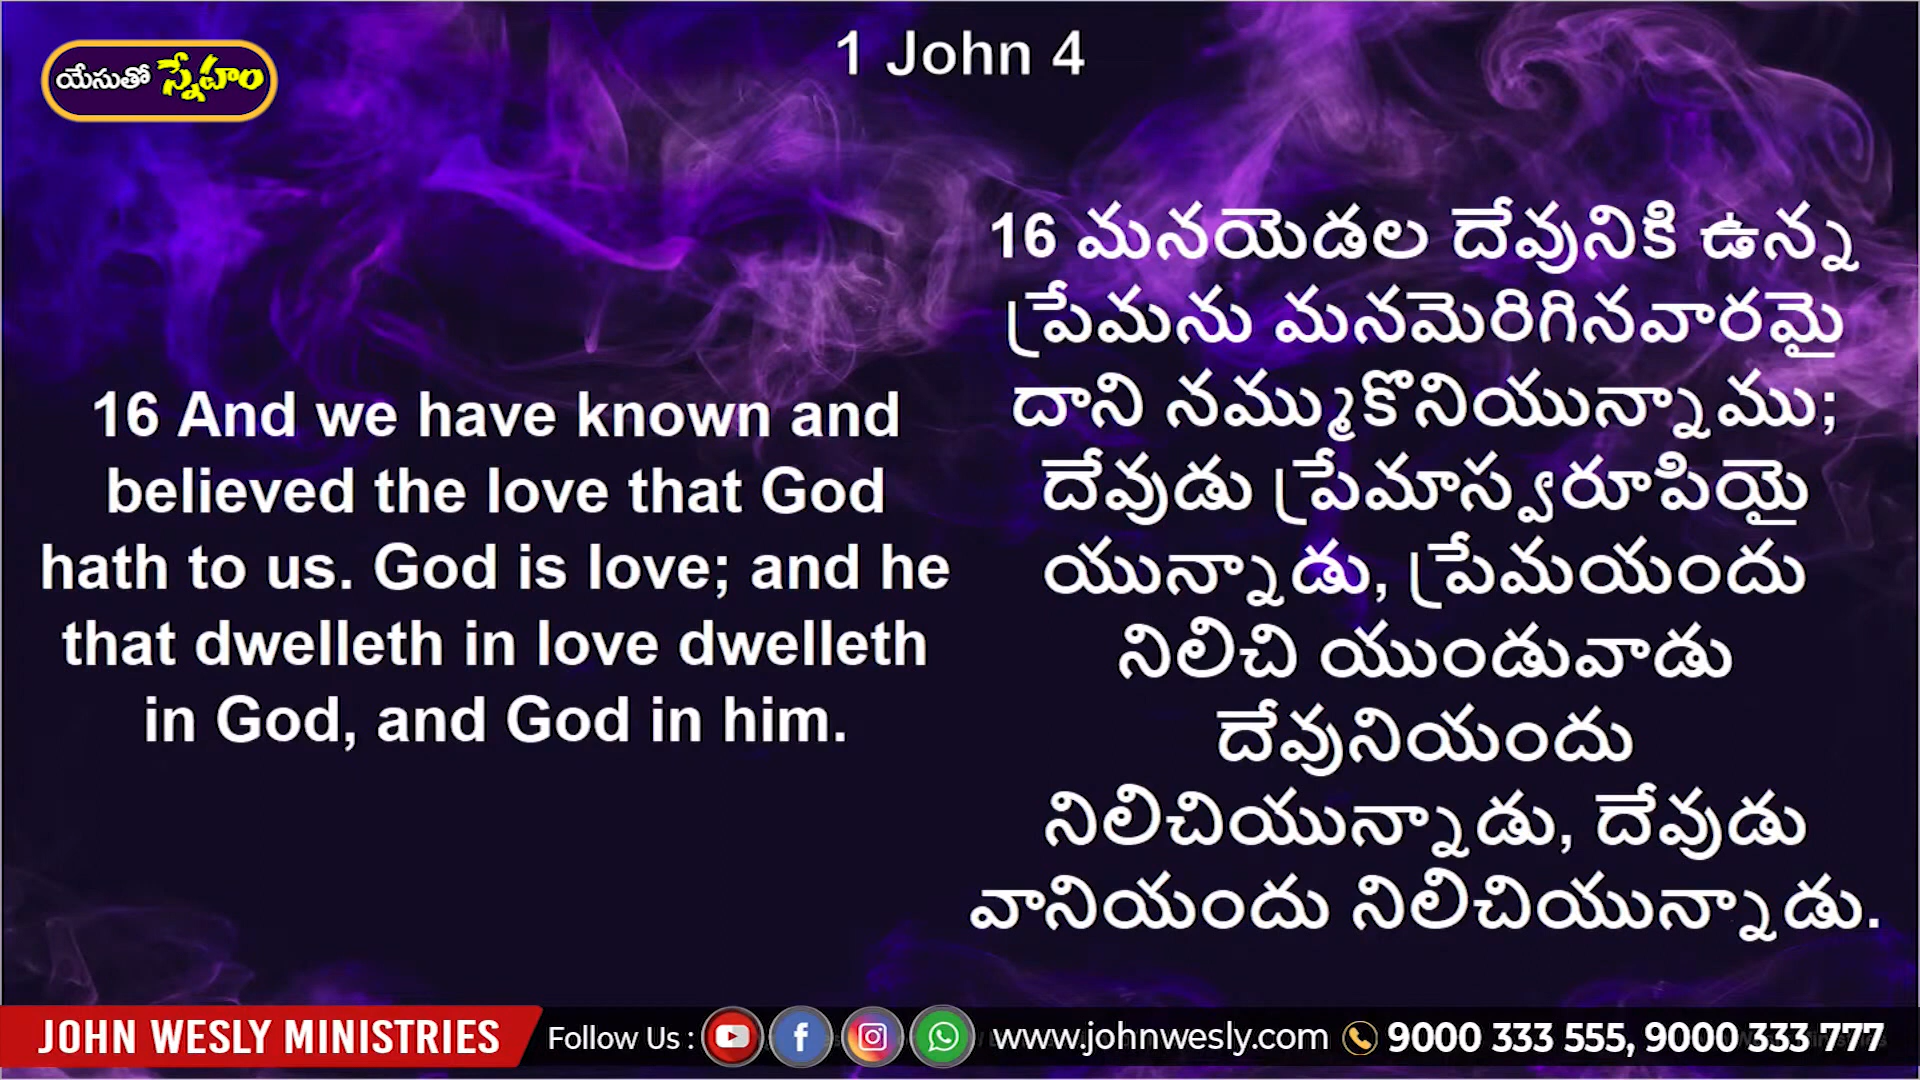 1 John 4
యేసుతో స్నేహం
16 And we have known and
believed the love that God
hath to us. God is love; and he
that dwelleth in love dwelleth
in God, and God in him.
16 మనయెడల దేవునికి ఉన్న
ప్రేమను మనమెరిగినవారమై
దాని నమ్ముకొనియున్నాము;
దేవుడు ప్రేమాస్వరూపియై
యున్నాడు, ప్రేమయందు
నిలిచి యుండువాడు
దేవునియందు
నిలిచియున్నాడు, దేవుడు
వానియందు నిలిచియున్నాడు.
JOHN WESLY MINISTRIES Follow Us : www.johnwesly.com 9000 333 555, 9000 333 777